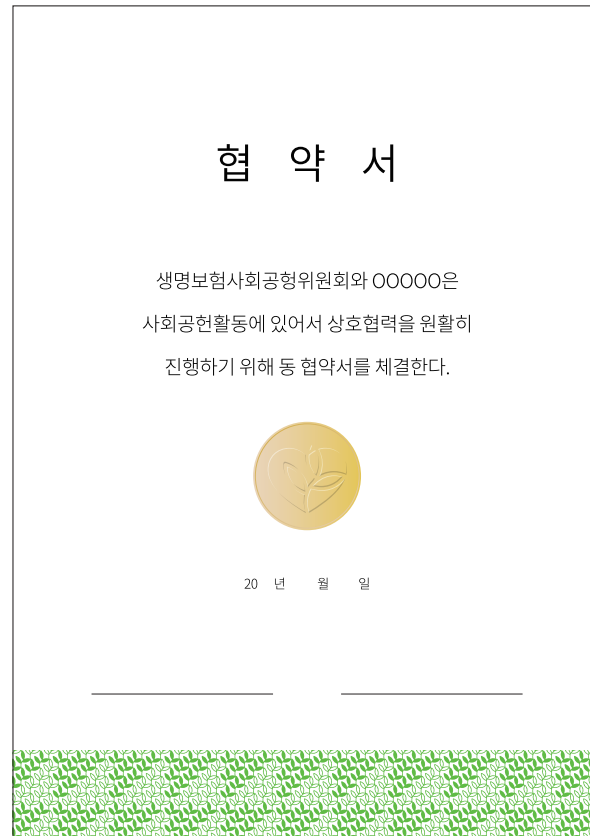 협 약 서
생명보험사회공헝위원회와 OOOOO은
사회공헌활동에 있어서 상호협력을 원활히
진행하기 위해 동 협약서를 체결한다.
20 년 월 일